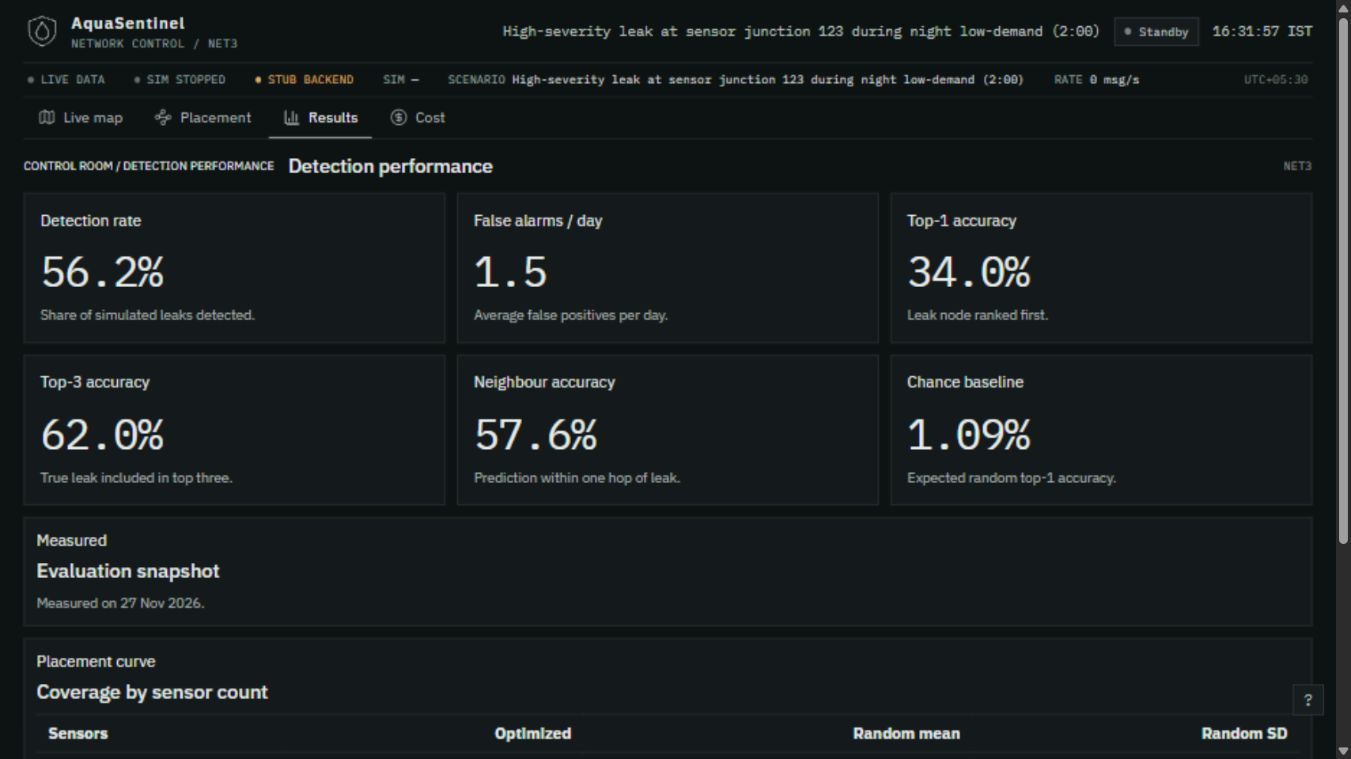 AquaSentinel
NETWORK CONTROL / NET3
High-severity leak at sensor junction 123 during night low-demand (2:00)
Standby
16:31:57 IST
LIVE DATA SIM STOPPED STUB BACKEND SIM — SCENARIO High-severity leak at sensor junction 123 during night low-demand (2:00) RATE 0 msg/s UTC+05:30
Live map Placement Results Cost
CONTROL ROOM / DETECTION PERFORMANCE Detection performance NET3
Detection rate
56.2%
Share of simulated leaks detected.
False alarms / day
1.5
Average false positives per day.
Top-1 accuracy
34.0%
Leak node ranked first.
Top-3 accuracy
62.0%
True leak included in top three.
Neighbour accuracy
57.6%
Prediction within one hop of leak.
Chance baseline
1.09%
Expected random top-1 accuracy.
Measured
Evaluation snapshot
Measured on 27 Nov 2026.
Placement curve
Coverage by sensor count
?
Sensors Optimized Random mean Random SD